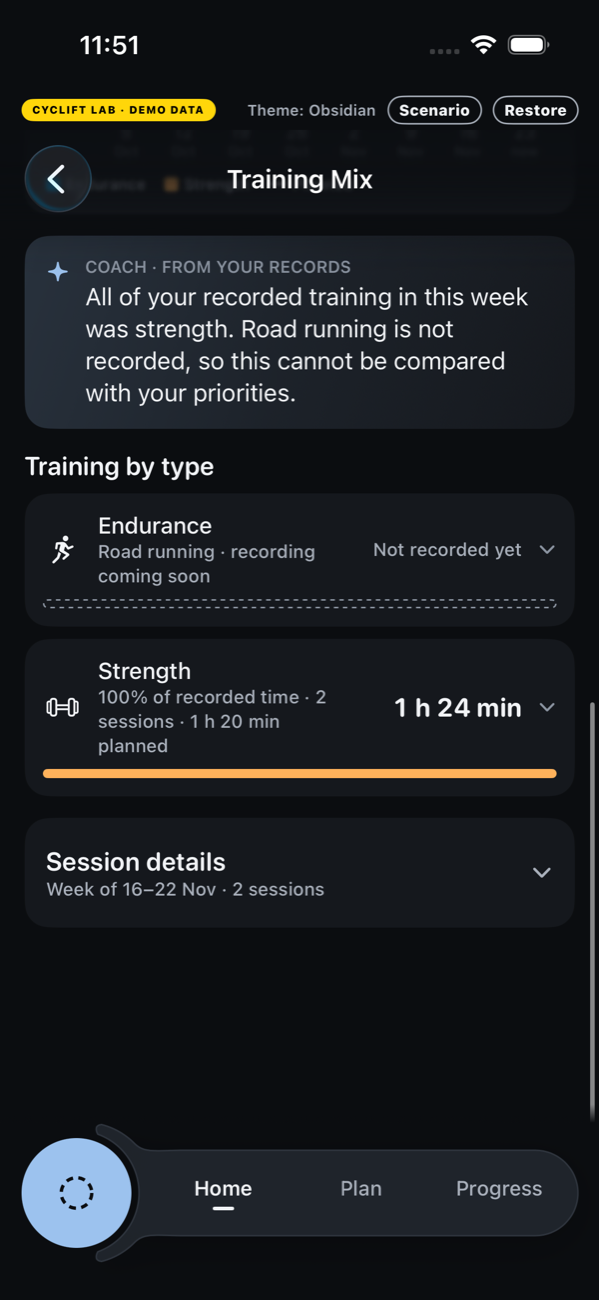 11:51
CYCLIFT LAB · DEMO DATA
Theme: Obsidian
Scenario
Restore
Training Mix
COACH · FROM YOUR RECORDS
All of your recorded training in this week
was strength. Road running is not
recorded, so this cannot be compared
with your priorities.
Training by type
Endurance
Road running · recording
coming soon
Not recorded yet
Strength
100% of recorded time · 2
sessions · 1 h 20 min
planned
1 h 24 min
Session details
Week of 16–22 Nov · 2 sessions
Home
Plan
Progress